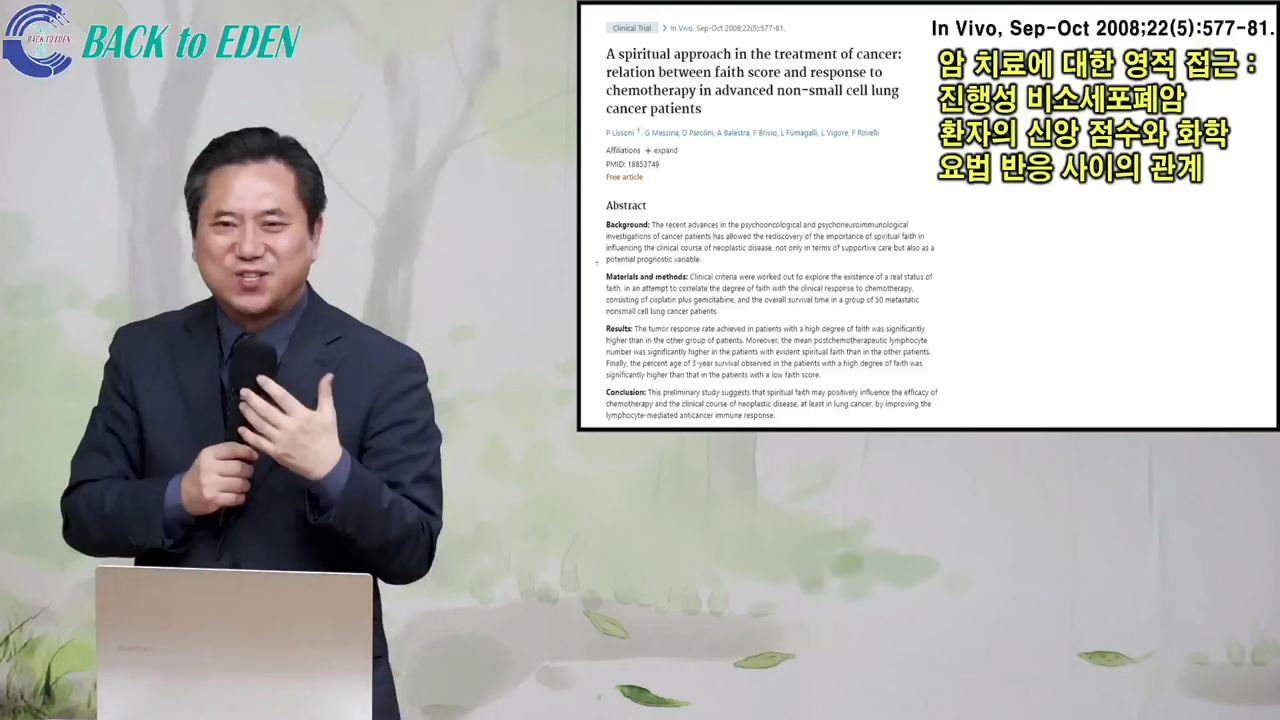 BACK TO EDEN
BACK to EDEN
Clinical Trial > In Vivo. Sep-Oct 2008;22(5):577-81.
A spiritual approach in the treatment of cancer:
relation between faith score and response to
chemotherapy in advanced non-small cell lung
cancer patients
P Lissoni 1, G Messina, D Parolini, A Balestra, F Brivio, L Fumagalli, L Vigore, F Rovelli
Affiliations + expand
PMID: 18853749
Free article
Abstract
Background: The recent advances in the psychooncological and psychoneuroimmunological
investigations of cancer patients has allowed the rediscovery of the importance of spiritual faith in
influencing the clinical course of neoplastic disease, not only in terms of supportive care but also as a
potential prognostic variable.
Materials and methods: Clinical criteria were worked out to explore the existence of a real status of
faith, in an attempt to correlate the degree of faith with the clinical response to chemotherapy,
consisting of cisplatin plus gemcitabine, and the overall survival time in a group of 50 metastatic
nonsmall cell lung cancer patients.
Results: The tumor response rate achieved in patients with a high degree of faith was significantly
higher than in the other group of patients. Moreover, the mean postchemotherapeutic lymphocyte
number was significantly higher in the patients with evident spiritual faith than in the other patients.
Finally, the percent age of 3-year survival observed in the patients with a high degree of faith was
significantly higher than that in the patients with a low faith score.
Conclusion: This preliminary study suggests that spiritual faith may positively influence the efficacy of
chemotherapy and the clinical course of neoplastic disease, at least in lung cancer, by improving the
lymphocyte-mediated anticancer immune response.
In Vivo, Sep-Oct 2008;22(5):577-81.
암 치료에 대한 영적 접근 :
진행성 비소세포폐암
환자의 신앙 점수와 화학
요법 반응 사이의 관계